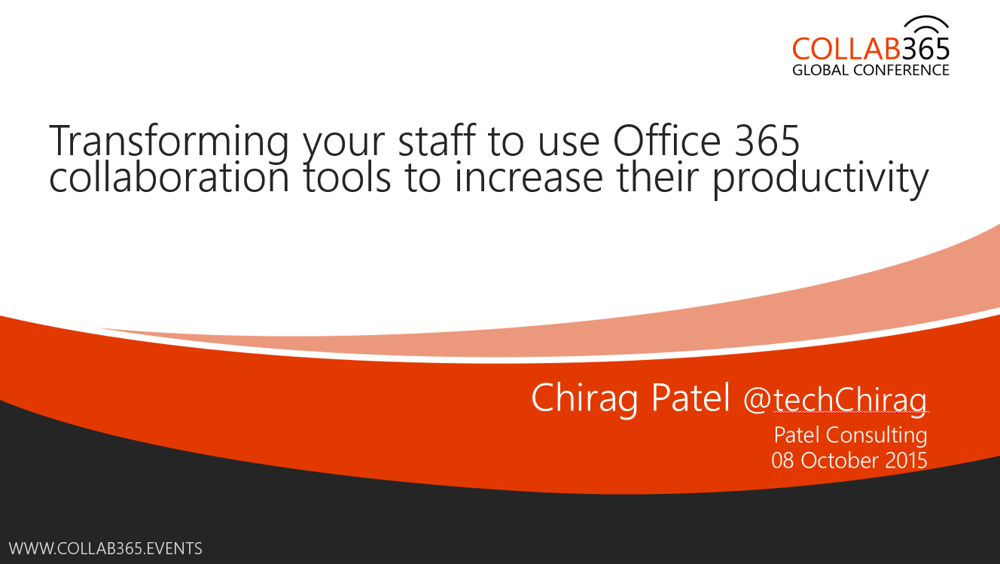 COLLAB365
GLOBAL CONFERENCE
Transforming your staff to use Office 365
collaboration tools to increase their productivity
Chirag Patel @techChirag
Patel Consulting
08 October 2015
WWW.COLLAB365.EVENTS